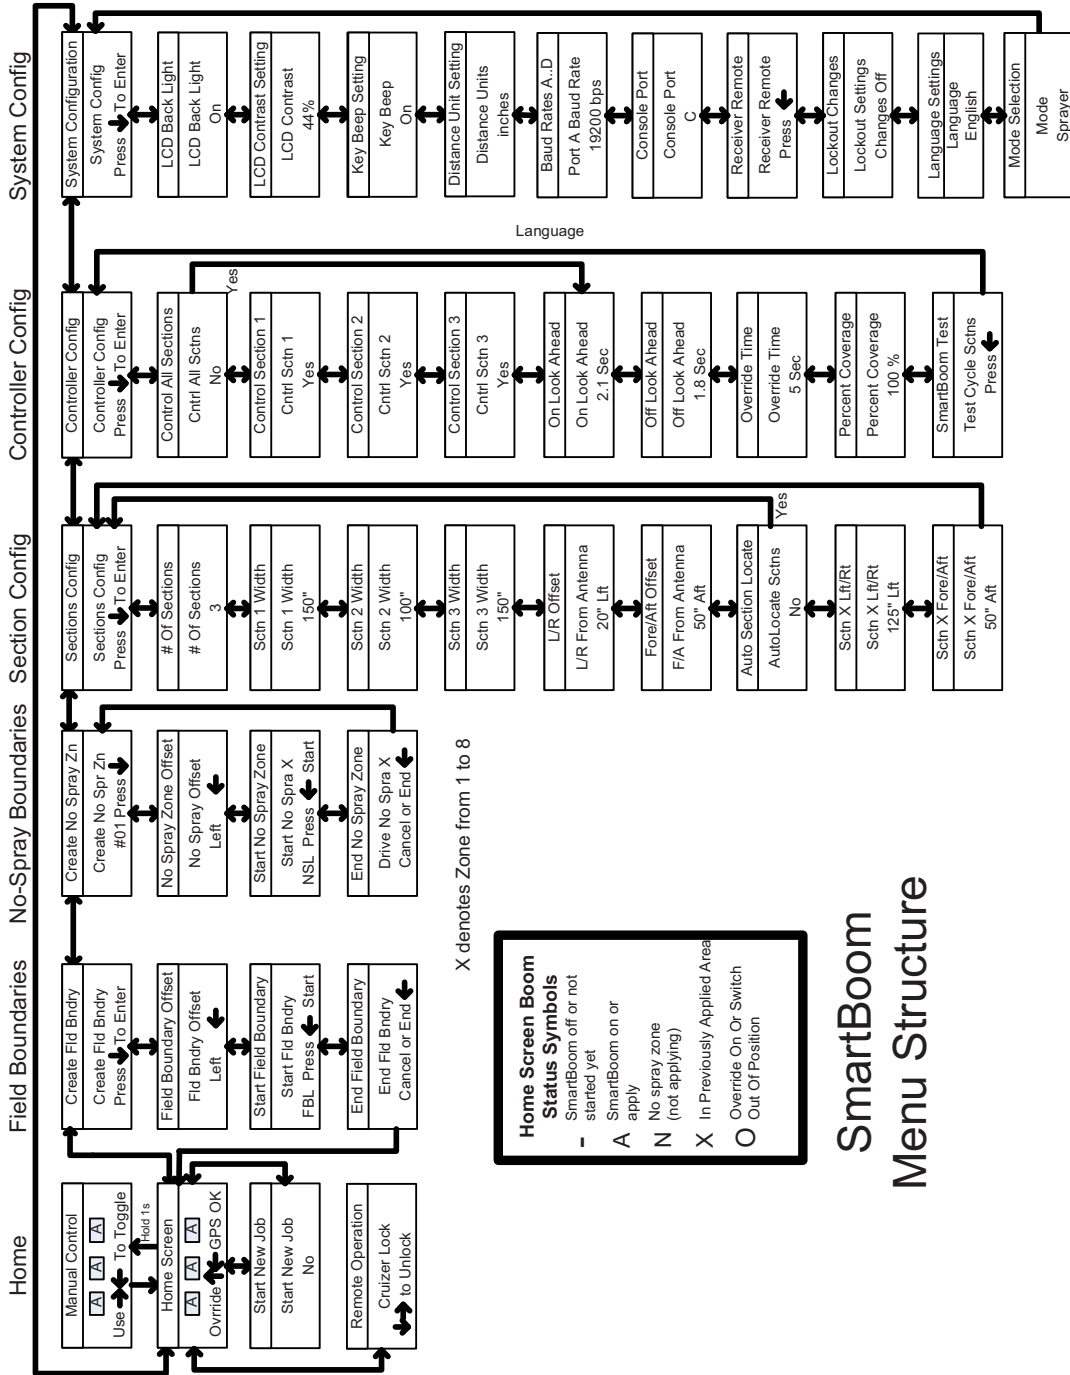 Home
Manual Control
A A A
Use To Toggle
Hold 1s
Home Screen
A A A
Ovrride GPS OK
Start New Job
Start New Job
No
Remote Operation
Cruizer Lock
to Unlock
Field Boundaries
Create Fld Bndry
Create Fld Bndry
Press To Enter
Field Boundary Offset
Fld Bndry Offset
Left
Start Field Boundary
Start Fld Bndry
FBL Press Start
End Field Boundary
End Fld Bndry
Cancel or End
No-Spray Boundaries
Create No Spray Zn
Create No Spr Zn
#01 Press
No Spray Zone Offset
No Spray Offset
Left
Start No Spray Zone
Start No Spra X
NSL Press Start
End No Spray Zone
Drive No Spra X
Cancel or End
X denotes Zone from 1 to 8
Section Config
Sections Config
Sections Config
Press To Enter
# Of Sections
# Of Sections
3
Sctn 1 Width
Sctn 1 Width
150"
Sctn 2 Width
Sctn 2 Width
100"
Sctn 3 Width
Sctn 3 Width
150"
L/R Offset
L/R From Antenna
20" Lft
Fore/Aft Offset
F/A From Antenna
50" Aft
Auto Section Locate
AutoLocate Sctns
No
Yes
Sctn X Lft/Rt
Sctn X Lft/Rt
125" Lft
Sctn X Fore/Aft
Sctn X Fore/Aft
50" Aft
Controller Config
Controller Config
Controller Config
Press To Enter
Control All Sections
Cntrl All Sctns
No
Yes
Control Section 1
Cntrl Sctn 1
Yes
Control Section 2
Cntrl Sctn 2
Yes
Control Section 3
Cntrl Sctn 3
Yes
On Look Ahead
On Look Ahead
2.1 Sec
Off Look Ahead
Off Look Ahead
1.8 Sec
Override Time
Override Time
5 Sec
Percent Coverage
Percent Coverage
100 %
SmartBoom Test
Test Cycle Sctns
Press
Language
System Config
System Configuration
System Config
Press To Enter
LCD Back Light
LCD Back Light
On
LCD Contrast Setting
LCD Contrast
44%
Key Beep Setting
Key Beep
On
Distance Unit Setting
Distance Units
inches
Baud Rates A..D
Port A Baud Rate
19200 bps
Console Port
Console Port
C
Receiver Remote
Receiver Remote
Press
Lockout Changes
Lockout Settings
Changes Off
Language Settings
Language
English
Mode Selection
Mode
Sprayer
Home Screen Boom
Status Symbols
- SmartBoom off or not
started yet
A SmartBoom on or
apply
N No spray zone
(not applying)
X In Previously Applied Area
O Override On Or Switch
Out Of Position
SmartBoom
Menu Structure